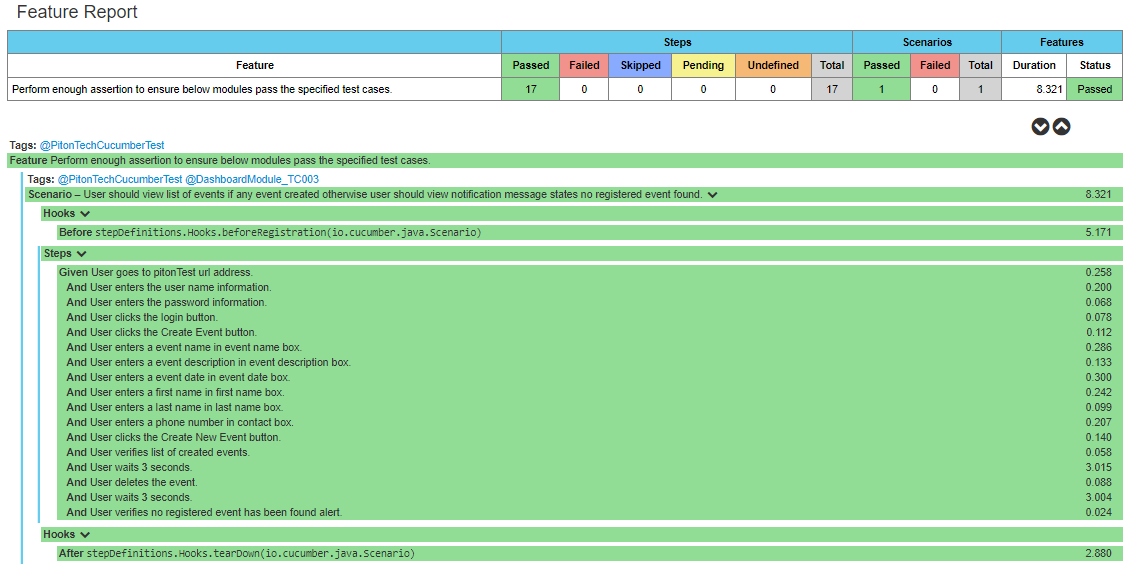 Feature Report
Steps Scenarios Features
Feature Passed Failed Skipped Pending Undefined Total Passed Failed Total Duration Status
Perform enough assertion to ensure below modules pass the specified test cases. 17 0 0 0 0 17 1 0 1 8.321 Passed
Tags: @PitonTechCucumberTest
Feature Perform enough assertion to ensure below modules pass the specified test cases.
Tags: @PitonTechCucumberTest @DashboardModule_TC003
Scenario – User should view list of events if any event created otherwise user should view notification message states no registered event found. 8.321
Hooks
Before stepDefinitions.Hooks.beforeRegistration(io.cucumber.java.Scenario) 5.171
Steps
Given User goes to pitonTest url address. 0.258
And User enters the user name information. 0.200
And User enters the password information. 0.068
And User clicks the login button. 0.078
And User clicks the Create Event button. 0.112
And User enters a event name in event name box. 0.286
And User enters a event description in event description box. 0.133
And User enters a event date in event date box. 0.300
And User enters a first name in first name box. 0.242
And User enters a last name in last name box. 0.099
And User enters a phone number in contact box. 0.207
And User clicks the Create New Event button. 0.140
And User verifies list of created events. 0.058
And User waits 3 seconds. 3.015
And User deletes the event. 0.088
And User waits 3 seconds. 3.004
And User verifies no registered event has been found alert. 0.024
Hooks
After stepDefinitions.Hooks.tearDown(io.cucumber.java.Scenario) 2.880